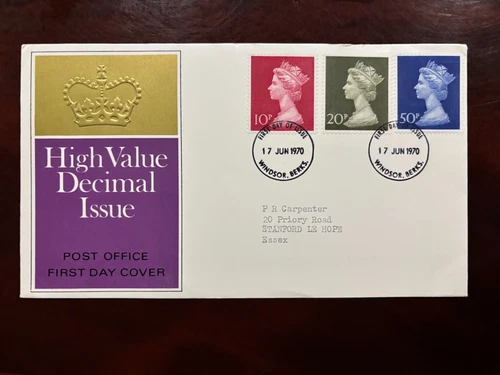 High Value
Decimal
Issue
POST OFFICE
FIRST DAY COVER
10P
20P
50P
FIRST DAY OF ISSUE
17 JUN 1970
WINDSOR, BERKS.
FIRST DAY OF ISSUE
17 JUN 1970
WINDSOR, BERKS.
P R Carpenter
20 Priory Road
STANFORD LE HOPE
Essex